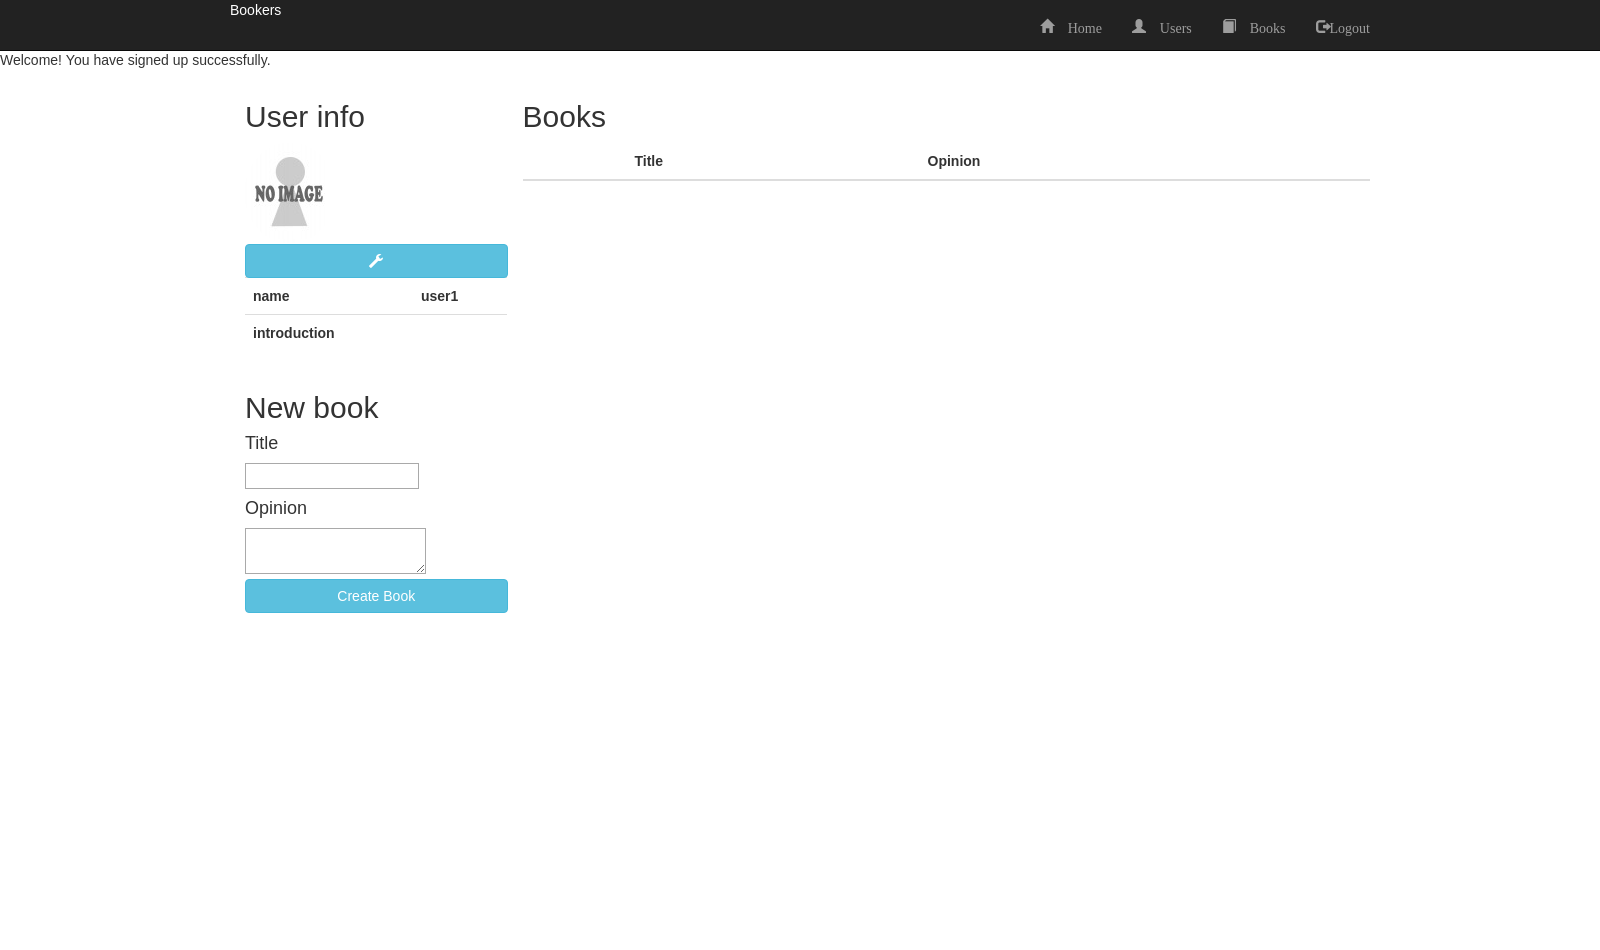 Bookers
Home Users Books Logout
Welcome! You have signed up successfully.
User info
NO IMAGE
name user1
introduction
New book
Title
Opinion
Create Book
Books
Title Opinion